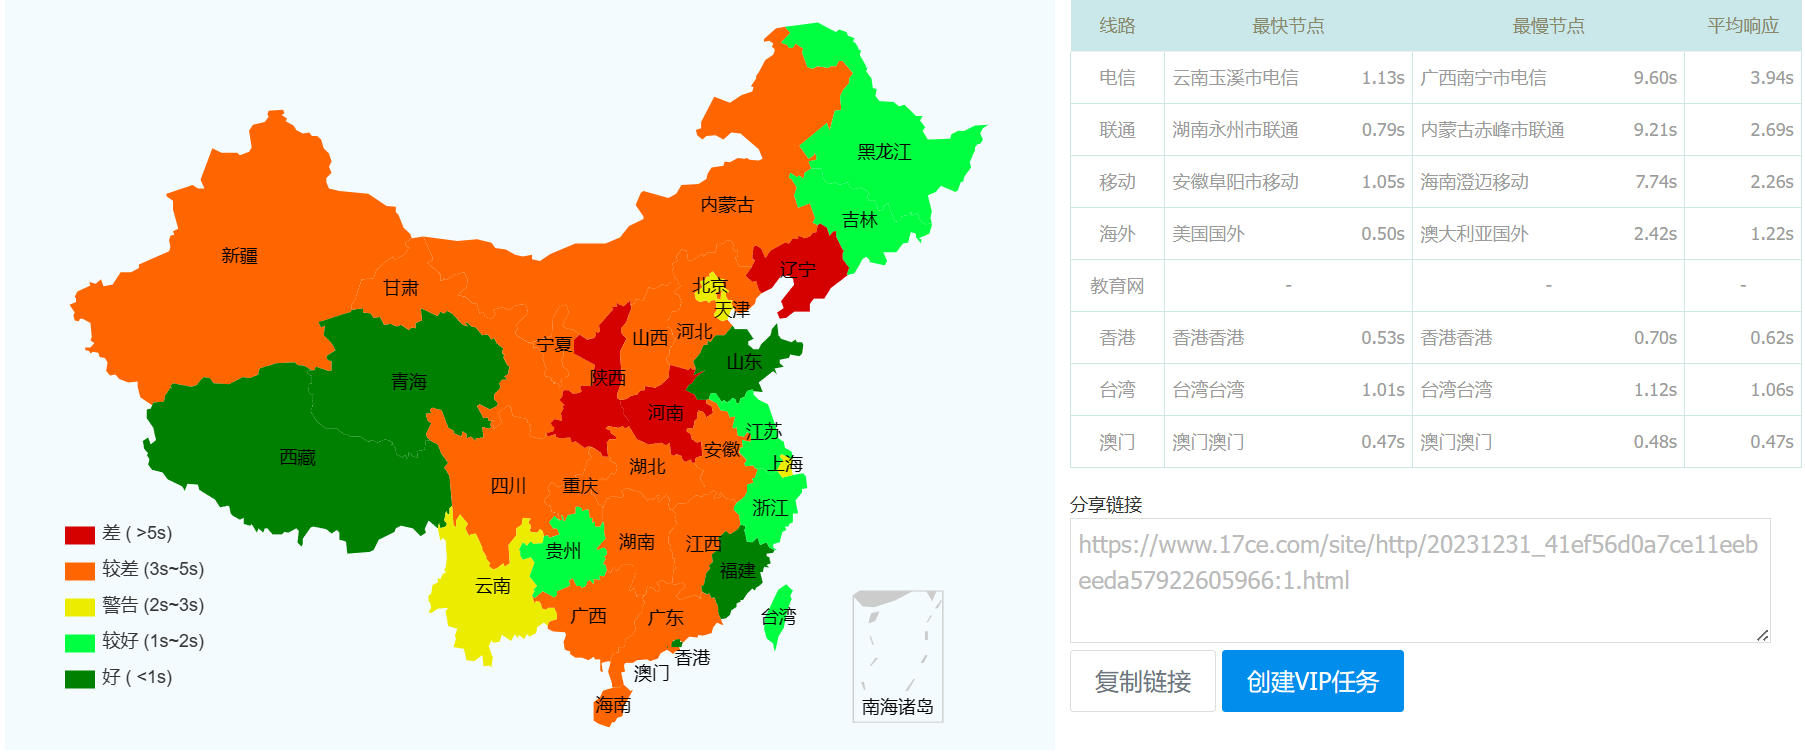 黑龙江
内蒙古
吉林
新疆
辽宁
甘肃
北京
天津
河北
山西
宁夏
山东
陕西
青海
河南
江苏
安徽
西藏
湖北
上海
四川
重庆
浙江
湖南
江西
贵州
福建
云南
广西
广东
台湾
香港
澳门
海南
南海诸岛
差 ( >5s)
较差 (3s~5s)
警告 (2s~3s)
较好 (1s~2s)
好 ( <1s)
线路 最快节点 最慢节点 平均响应
电信 云南玉溪市电信 1.13s 广西南宁市电信 9.60s 3.94s
联通 湖南永州市联通 0.79s 内蒙古赤峰市联通 9.21s 2.69s
移动 安徽阜阳市移动 1.05s 海南澄迈移动 7.74s 2.26s
海外 美国国外 0.50s 澳大利亚国外 2.42s 1.22s
教育网 - - -
香港 香港香港 0.53s 香港香港 0.70s 0.62s
台湾 台湾台湾 1.01s 台湾台湾 1.12s 1.06s
澳门 澳门澳门 0.47s 澳门澳门 0.48s 0.47s
分享链接
https://www.17ce.com/site/http/20231231_41ef56d0a7ce11eeb
eeda57922605966:1.html
复制链接 创建VIP任务